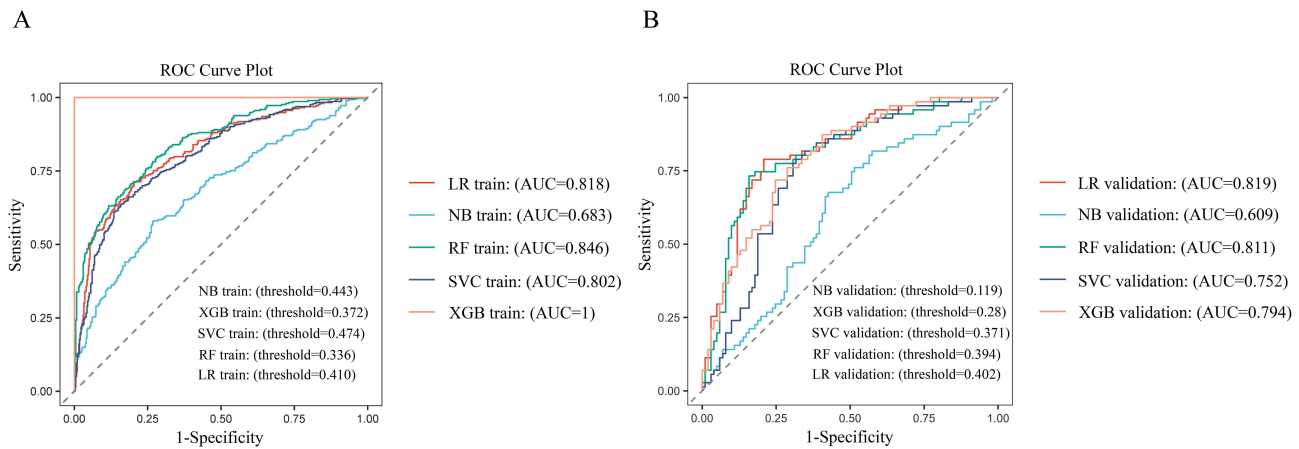 A
ROC Curve Plot
Sensitivity
1.00
0.75
0.50
0.25
0.00
0.00
0.25
0.50
0.75
1.00
1-Specificity
NB train: (threshold=0.443)
XGB train: (threshold=0.372)
SVC train: (threshold=0.474)
RF train: (threshold=0.336)
LR train: (threshold=0.410)
LR train: (AUC=0.818)
NB train: (AUC=0.683)
RF train: (AUC=0.846)
SVC train: (AUC=0.802)
XGB train: (AUC=1)
B
ROC Curve Plot
Sensitivity
1.00
0.75
0.50
0.25
0.00
0.00
0.25
0.50
0.75
1.00
1-Specificity
NB validation: (threshold=0.119)
XGB validation: (threshold=0.28)
SVC validation: (threshold=0.371)
RF validation: (threshold=0.394)
LR validation: (threshold=0.402)
LR validation: (AUC=0.819)
NB validation: (AUC=0.609)
RF validation: (AUC=0.811)
SVC validation: (AUC=0.752)
XGB validation: (AUC=0.794)